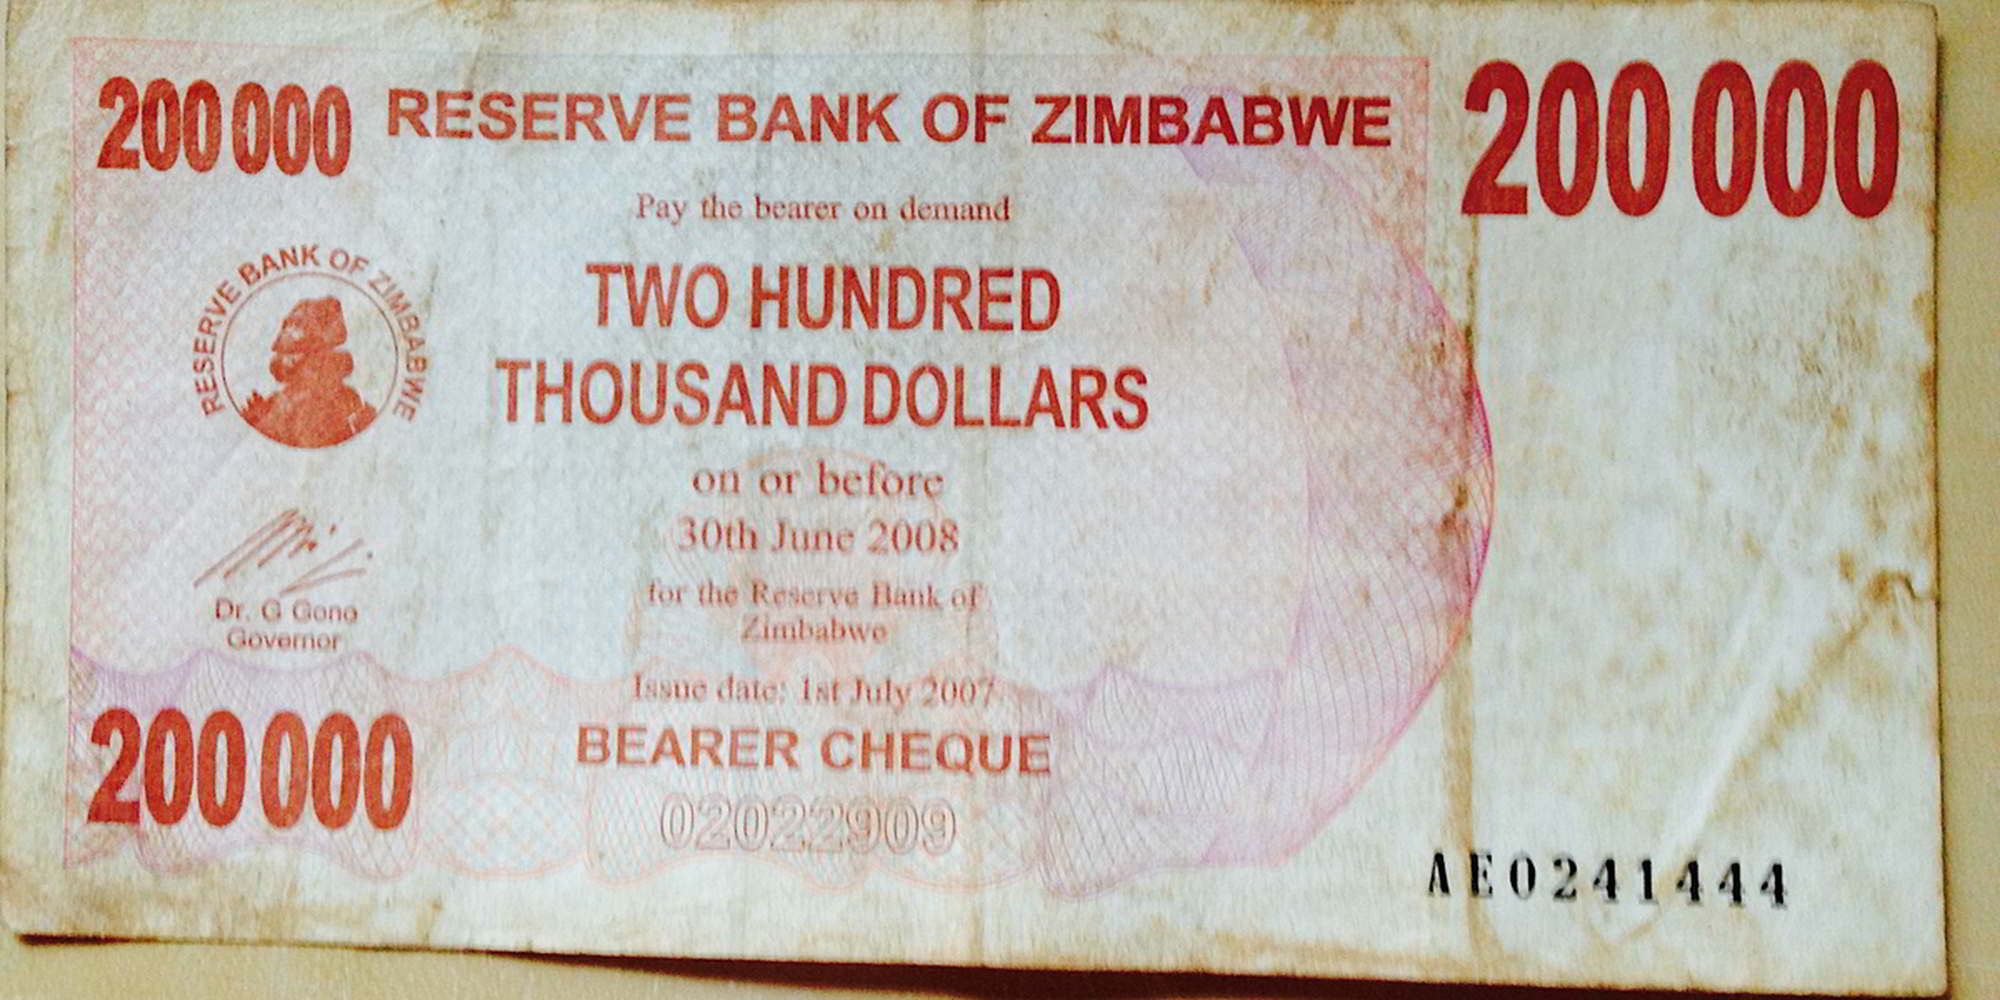 200 000 RESERVE BANK OF ZIMBABWE 200 000
Pay the bearer on demand
RESERVE BANK OF ZIMBABWE
TWO HUNDRED
THOUSAND DOLLARS
on or before
30th June 2008
for the Reserve Bank of
Zimbabwe
Dr. G Gono
Governor
Issue date: 1st July 2007
200 000
BEARER CHEQUE
02022909
AE0241444